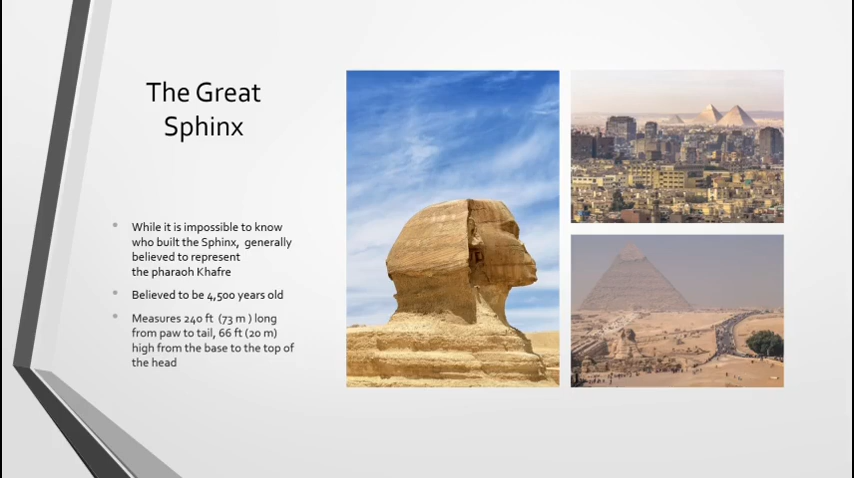 The Great
Sphinx
While it is impossible to know
who built the Sphinx, generally
believed to represent
the pharaoh Khafre
Believed to be 4,500 years old
Measures 240 ft (73 m ) long
from paw to tail, 66 ft (20 m)
high from the base to the top of
the head